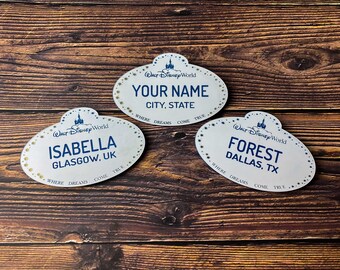 Walt Disney World
YOUR NAME
CITY, STATE
WHERE DREAMS COME TRUE
Walt Disney World
ISABELLA
GLASGOW, UK
WHERE DREAMS COME TRUE
Walt Disney World
FOREST
DALLAS, TX
WHERE DREAMS COME TRUE